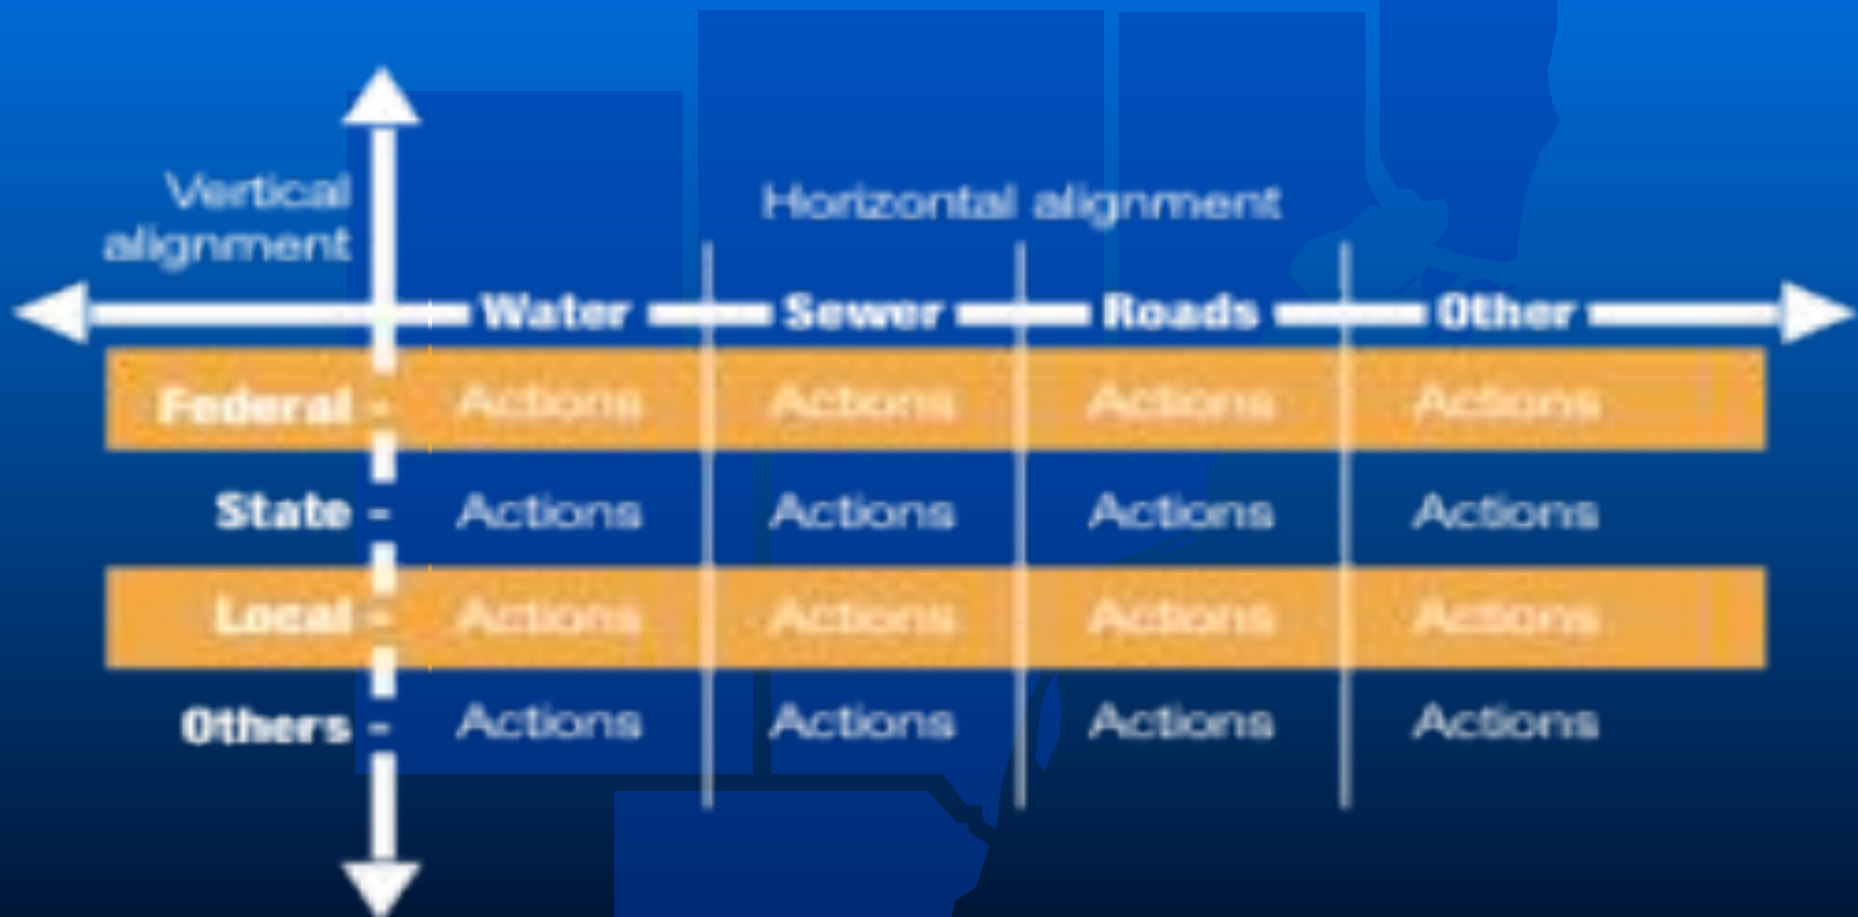 Vertical
alignment
Horizontal alignment
Water Sewer Roads Other
Federal - Actions Actions Actions Actions
State - Actions Actions Actions Actions
Local - Actions Actions Actions Actions
Others - Actions Actions Actions Actions